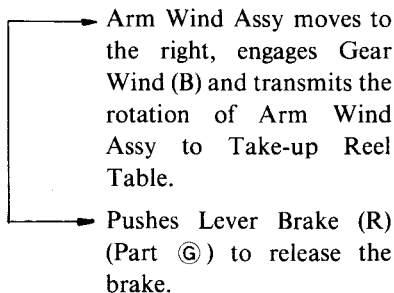 Arm Wind Assy moves to
the right, engages Gear
Wind (B) and transmits the
rotation of Arm Wind
Assy to Take-up Reel
Table.
Pushes Lever Brake (R)
(Part Ⓖ) to release the
brake.